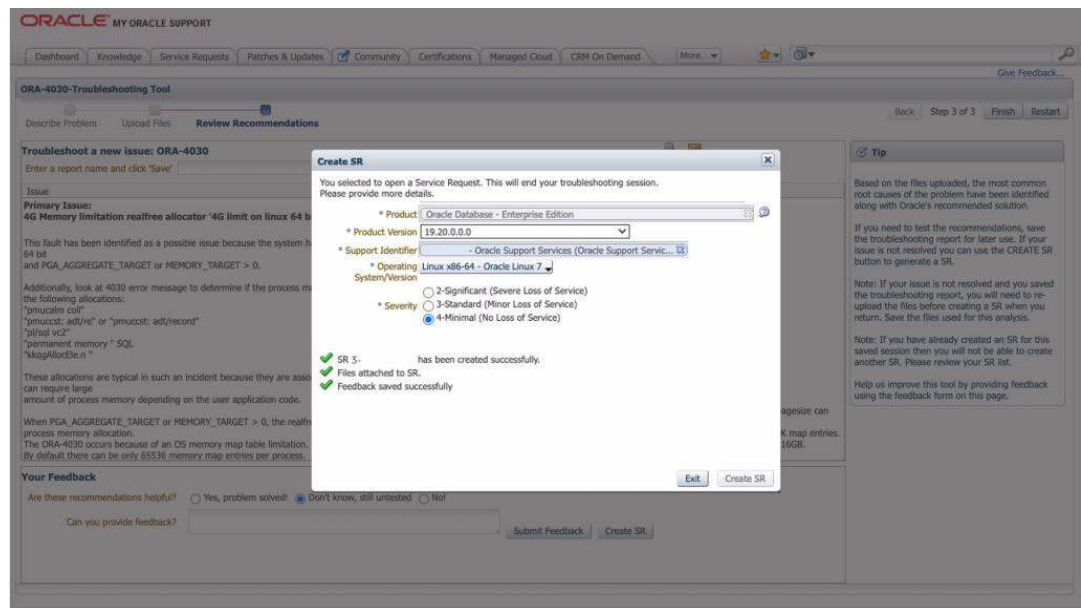 ORACLE MY ORACLE SUPPORT
Dashboard Knowledge Service Requests Patches & Updates Community Certifications Managed Cloud CRM On Demand More...
Give Feedback...
ORA-4030-Troubleshooting Tool
Describe Problem Upload Files Review Recommendations
Back Step 3 of 3 Finish Restart
Troubleshoot a new issue: ORA-4030
Enter a report name and click 'Save'
Issue
Primary Issue:
4G Memory limitation realfree allocator '4G limit on linux 64 b
This fault has been identified as a possible issue because the system h
64 bit
and PGA_AGGREGATE_TARGET or MEMORY_TARGET > 0.
Additionally, look at 4030 error message to determine if the process ma
the following allocations:
"pmucalm coll"
"pmuccst: adt/re" or "pmuccst: adt/record"
"pl/sql vc2"
"permanent memory " SQL
"kkqgAllocEle.n "
These allocations are typical in such an incident because they are asso
can require large
amount of process memory depending on the user application code.
When PGA_AGGREGATE_TARGET or MEMORY_TARGET > 0, the realfr
agesize can
process memory allocation.
K map entries.
The ORA-4030 occurs because of an OS memory map table limitation.
16GB.
By default there can be only 65536 memory map entries per process.
Your Feedback
Are these recommendations helpful? Yes, problem solved! Don't know, still untested No!
Can you provide feedback?
Submit Feedback Create SR
Create SR
You selected to open a Service Request. This will end your troubleshooting session.
Please provide more details.
* Product Oracle Database - Enterprise Edition
* Product Version 19.20.0.0.0
* Support Identifier - Oracle Support Services (Oracle Support Servic...
* Operating System/Version Linux x86-64 - Oracle Linux 7
* Severity
2-Significant (Severe Loss of Service)
3-Standard (Minor Loss of Service)
4-Minimal (No Loss of Service)
SR 3- has been created successfully.
Files attached to SR.
Feedback saved successfully
Exit Create SR
Tip
Based on the files uploaded, the most common
root causes of the problem have been identified
along with Oracle's recommended solution.
If you need to test the recommendations, save
the troubleshooting report for later use. If your
issue is not resolved you can use the CREATE SR
button to generate a SR.
Note: If your issue is not resolved and you saved
the troubleshooting report, you will need to re-
upload the files before creating a SR when you
return. Save the files used for this analysis.
Note: If you have already created an SR for this
saved session then you will not be able to create
another SR. Please review your SR list.
Help us improve this tool by providing feedback
using the feedback form on this page.